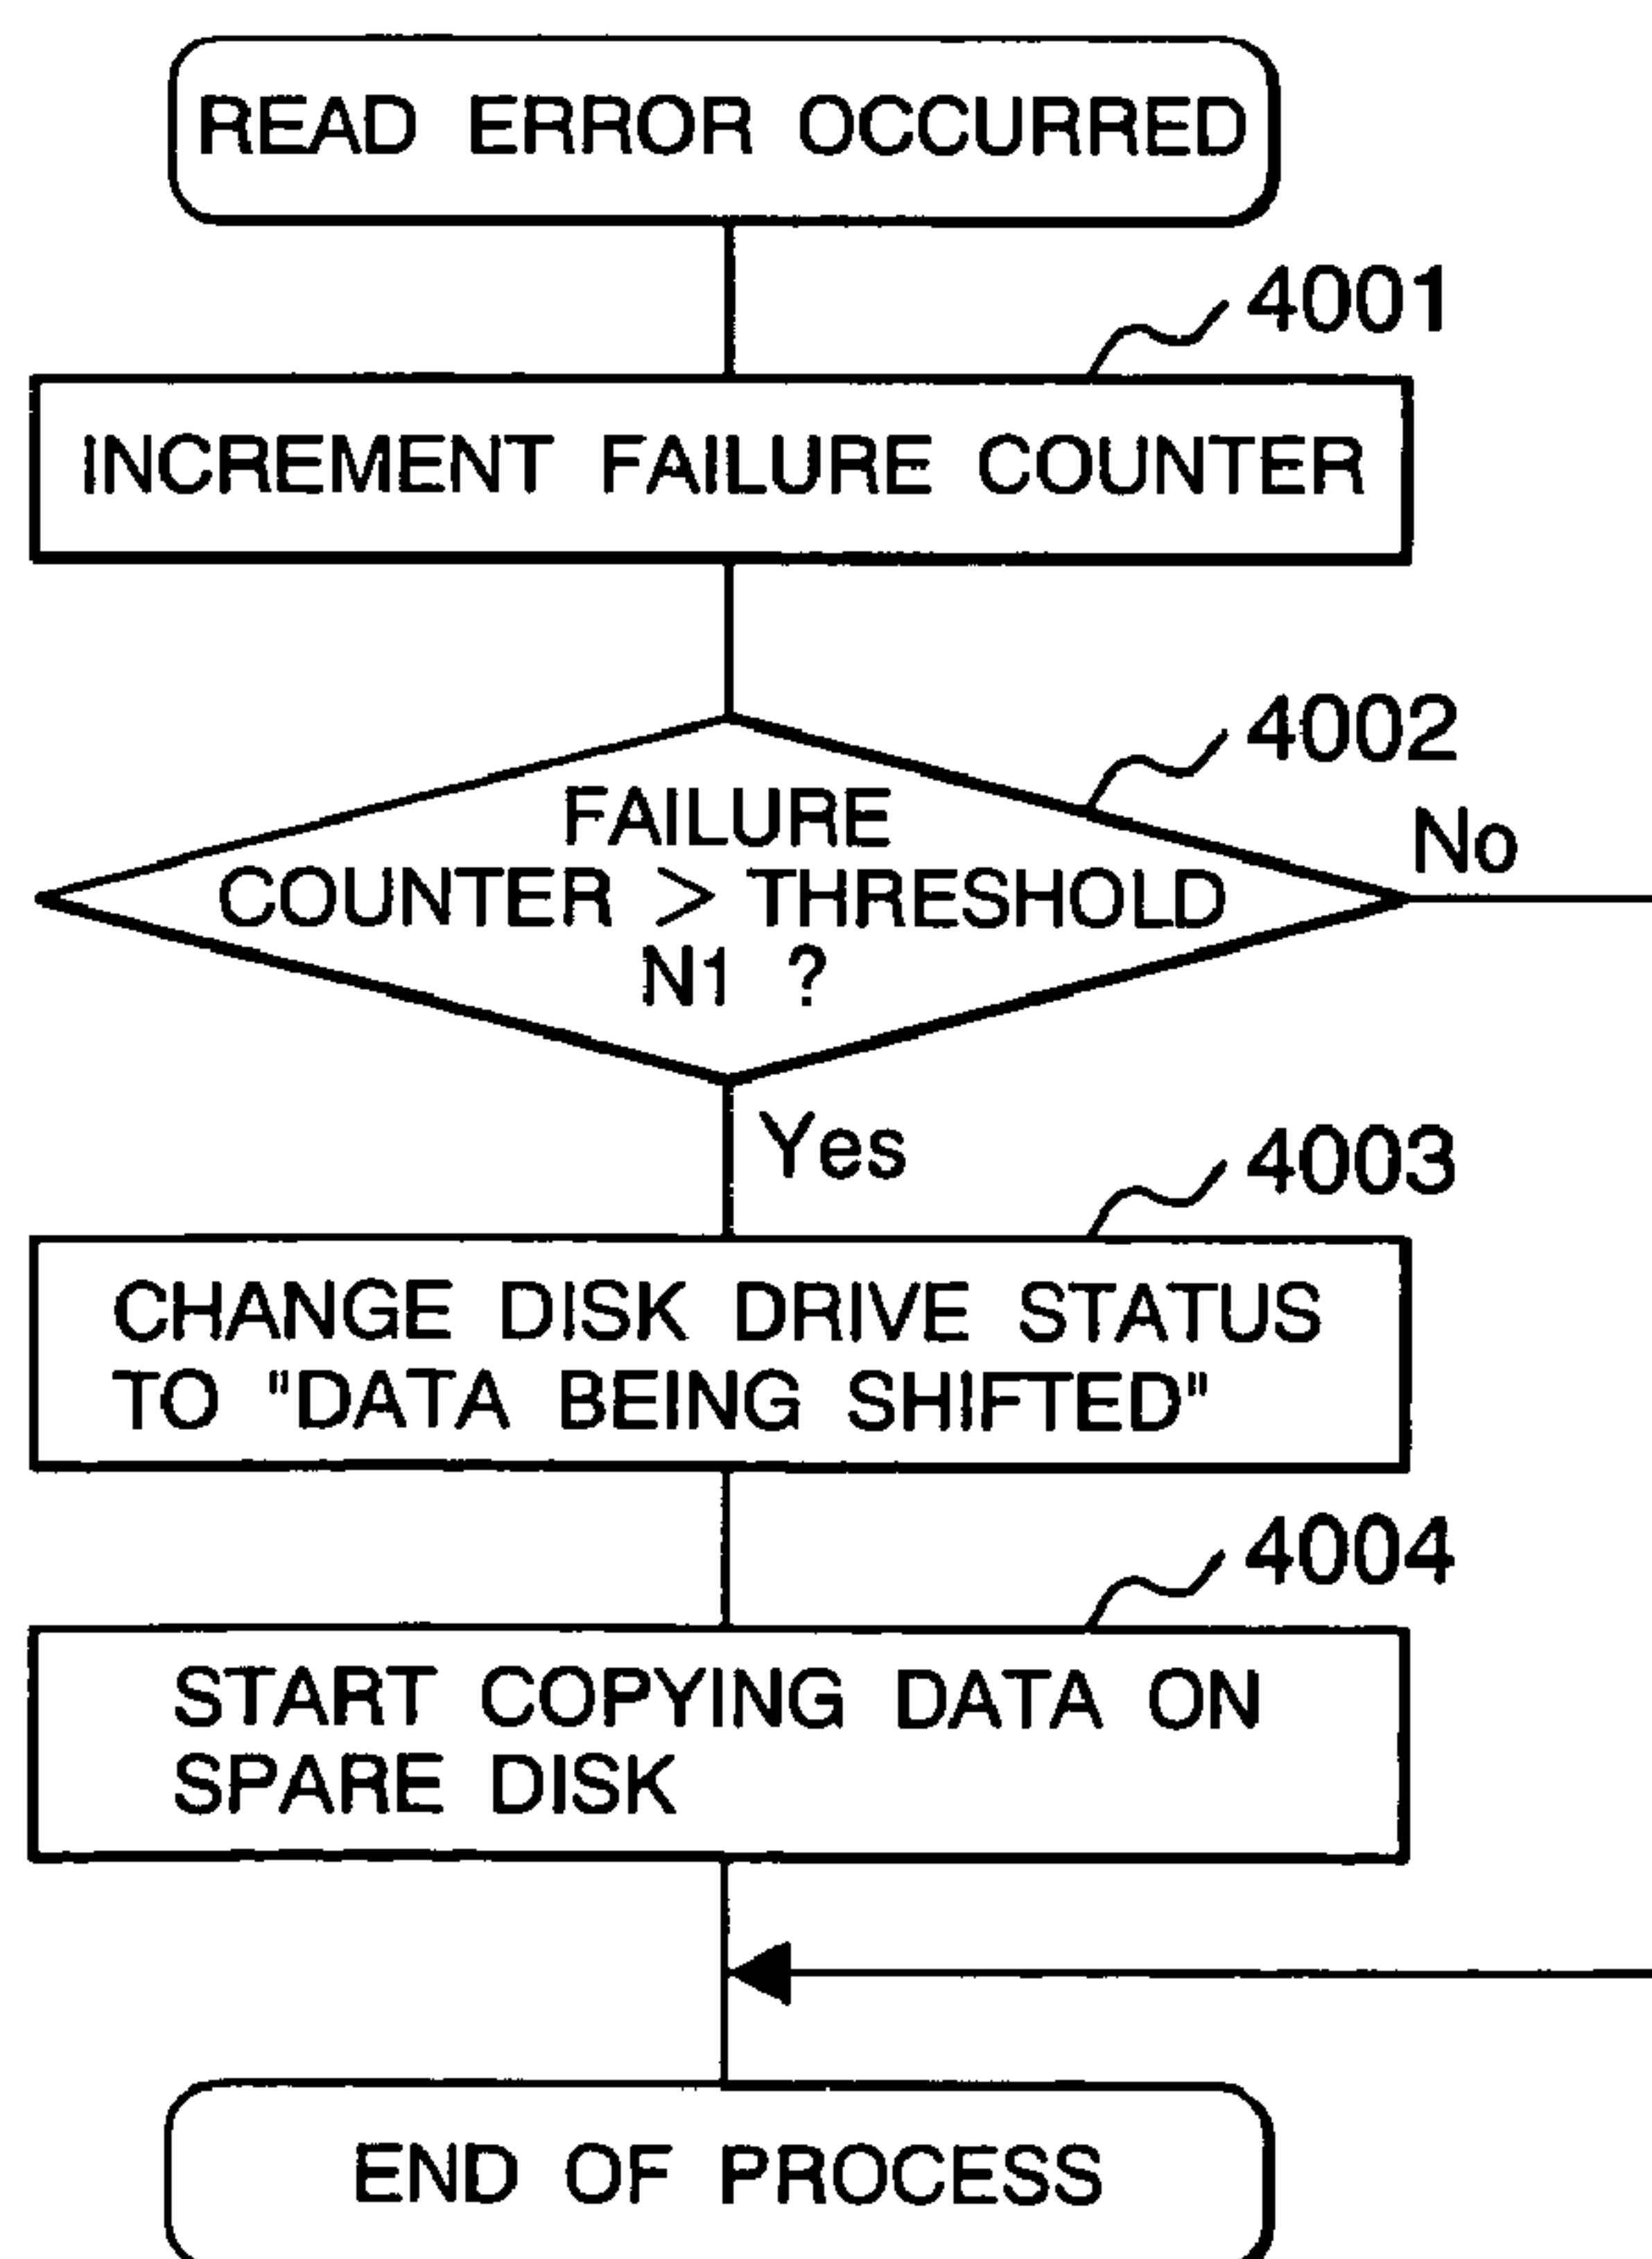 READ ERROR OCCURRED
4001
INCREMENT FAILURE COUNTER
4002
FAILURE
COUNTER > THRESHOLD
N1 ?
No
Yes
4003
CHANGE DISK DRIVE STATUS
TO "DATA BEING SHIFTED"
4004
START COPYING DATA ON
SPARE DISK
END OF PROCESS